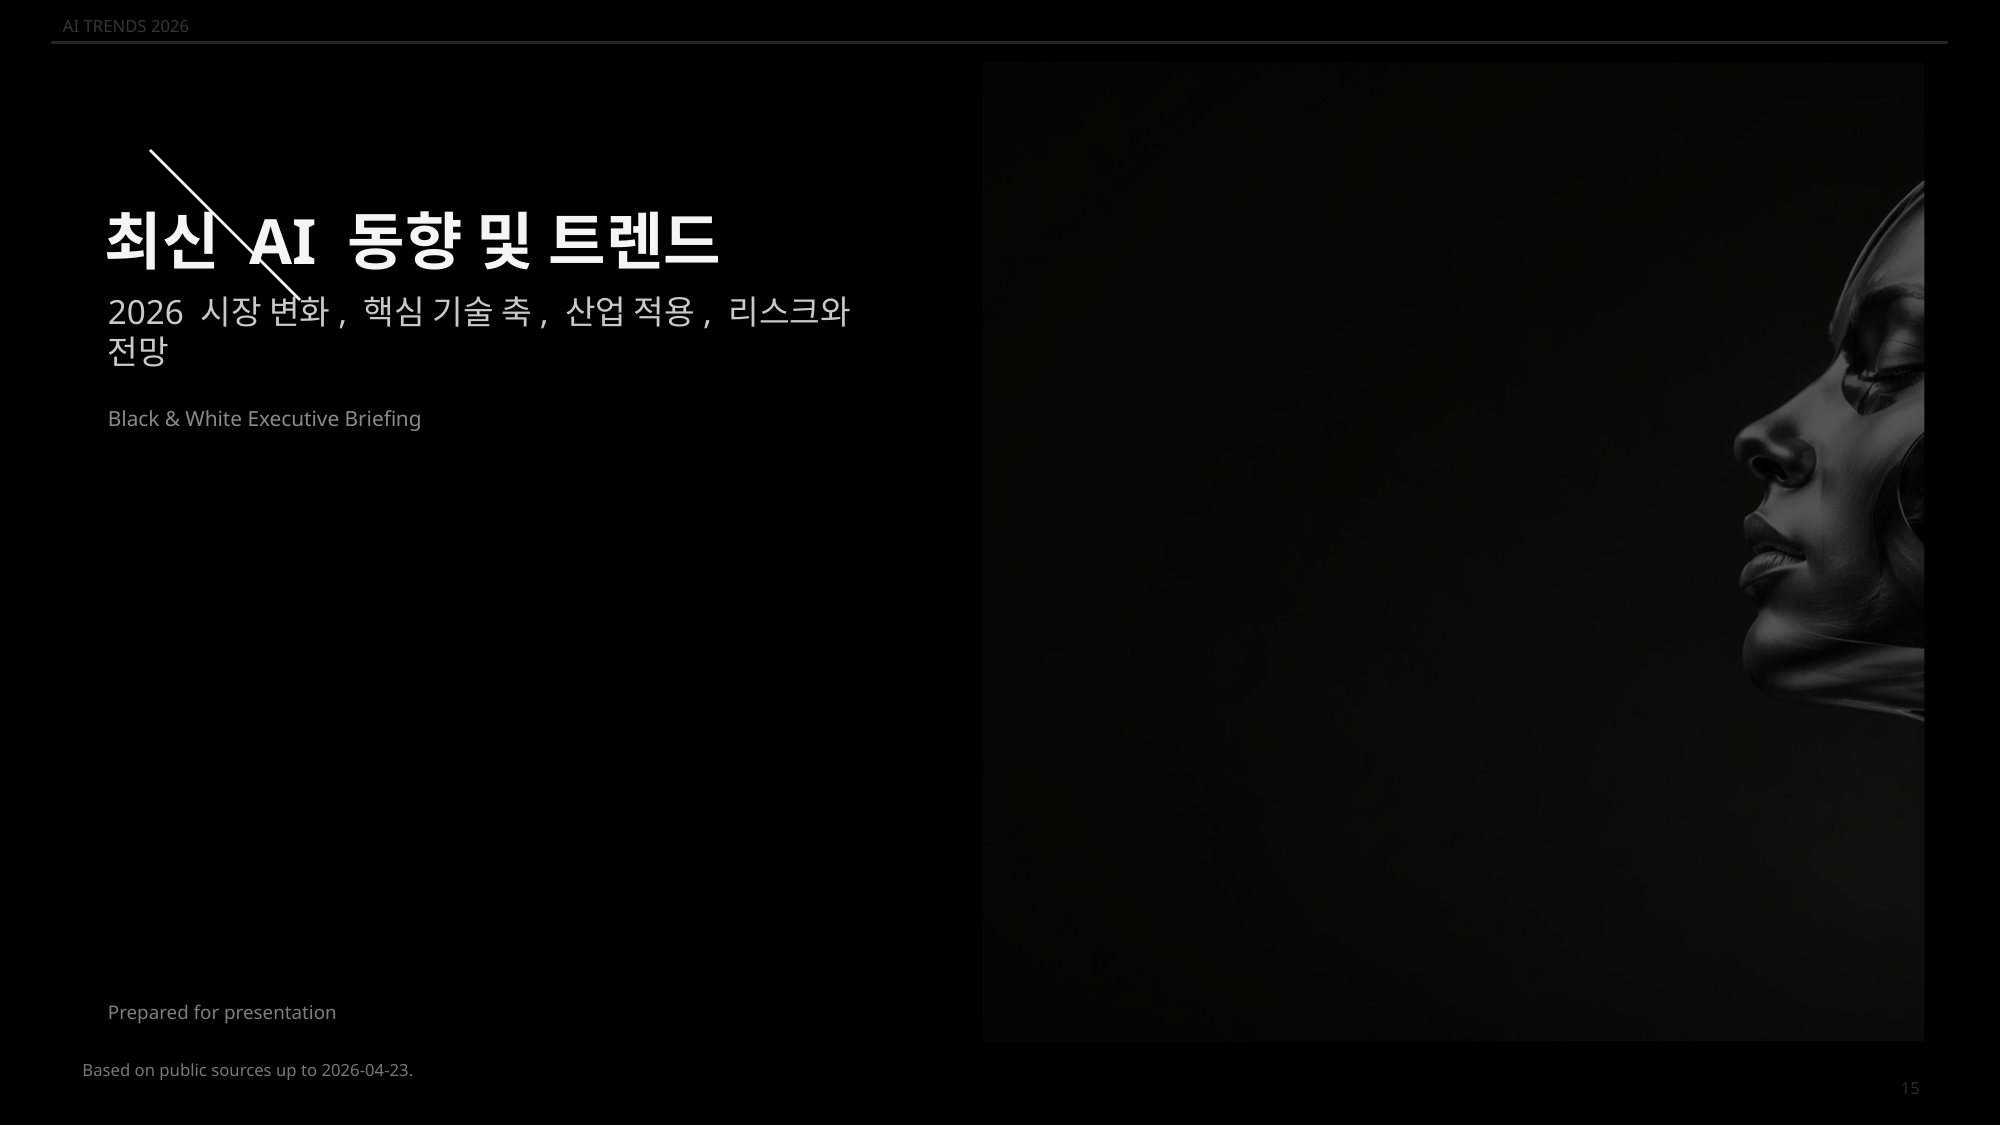 AI TRENDS 2026
최신 AI 동향 및 트렌드
2026 시장 변화, 핵심 기술 축, 산업 적용, 리스크와
전망
Black & White Executive Briefing
Prepared for presentation
Based on public sources up to 2026-04-23.
15